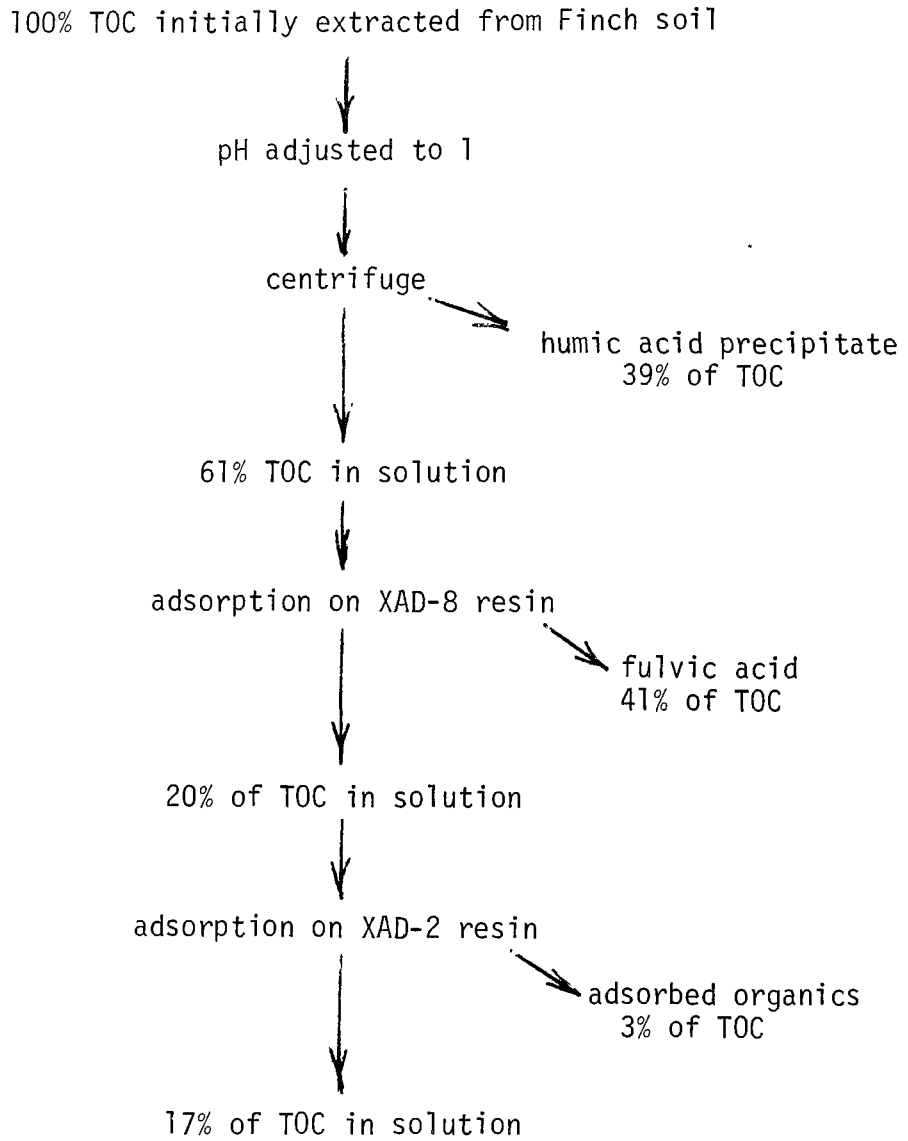 100% TOC initially extracted from Finch soil
pH adjusted to 1
centrifuge
humic acid precipitate
39% of TOC
61% TOC in solution
adsorption on XAD-8 resin
fulvic acid
41% of TOC
20% of TOC in solution
adsorption on XAD-2 resin
adsorbed organics
3% of TOC
17% of TOC in solution